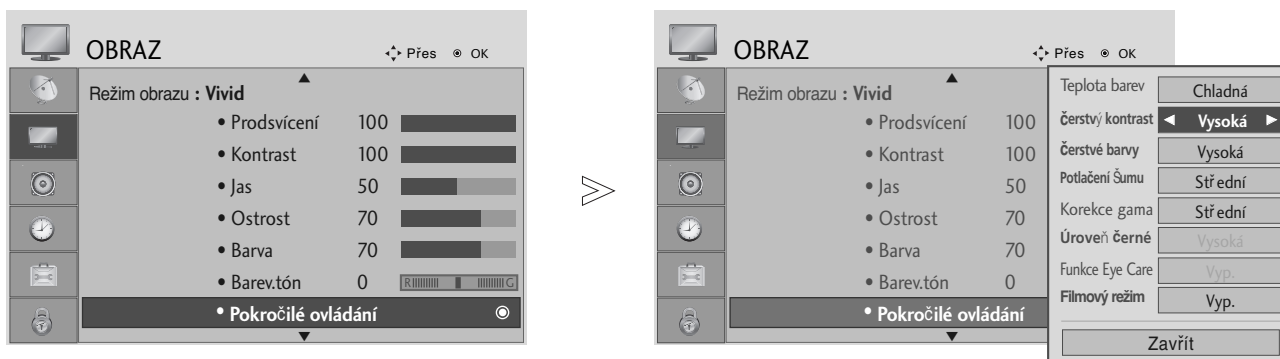 OBRAZ Přes OK
Režim obrazu : Vivid
• Prodsvícení 100
• Kontrast 100
• Jas 50
• Ostrost 70
• Barva 70
• Barev.tón 0 R G
• Pokročilé ovládání
OBRAZ Přes OK
Režim obrazu : Vivid
• Prodsvícení 100
• Kontrast 100
• Jas 50
• Ostrost 70
• Barva 70
• Barev.tón 0
• Pokročilé ovládání
Teplota barev Chladná
čerstvý kontrast ◄ Vysoká ►
čerstvé barvy Vysoká
Potlačení Šumu Střední
Korekce gama Střední
Úroveň černé Vysoká
Funkce Eye Care Vyp.
Filmový režim Vyp.
Zavřít